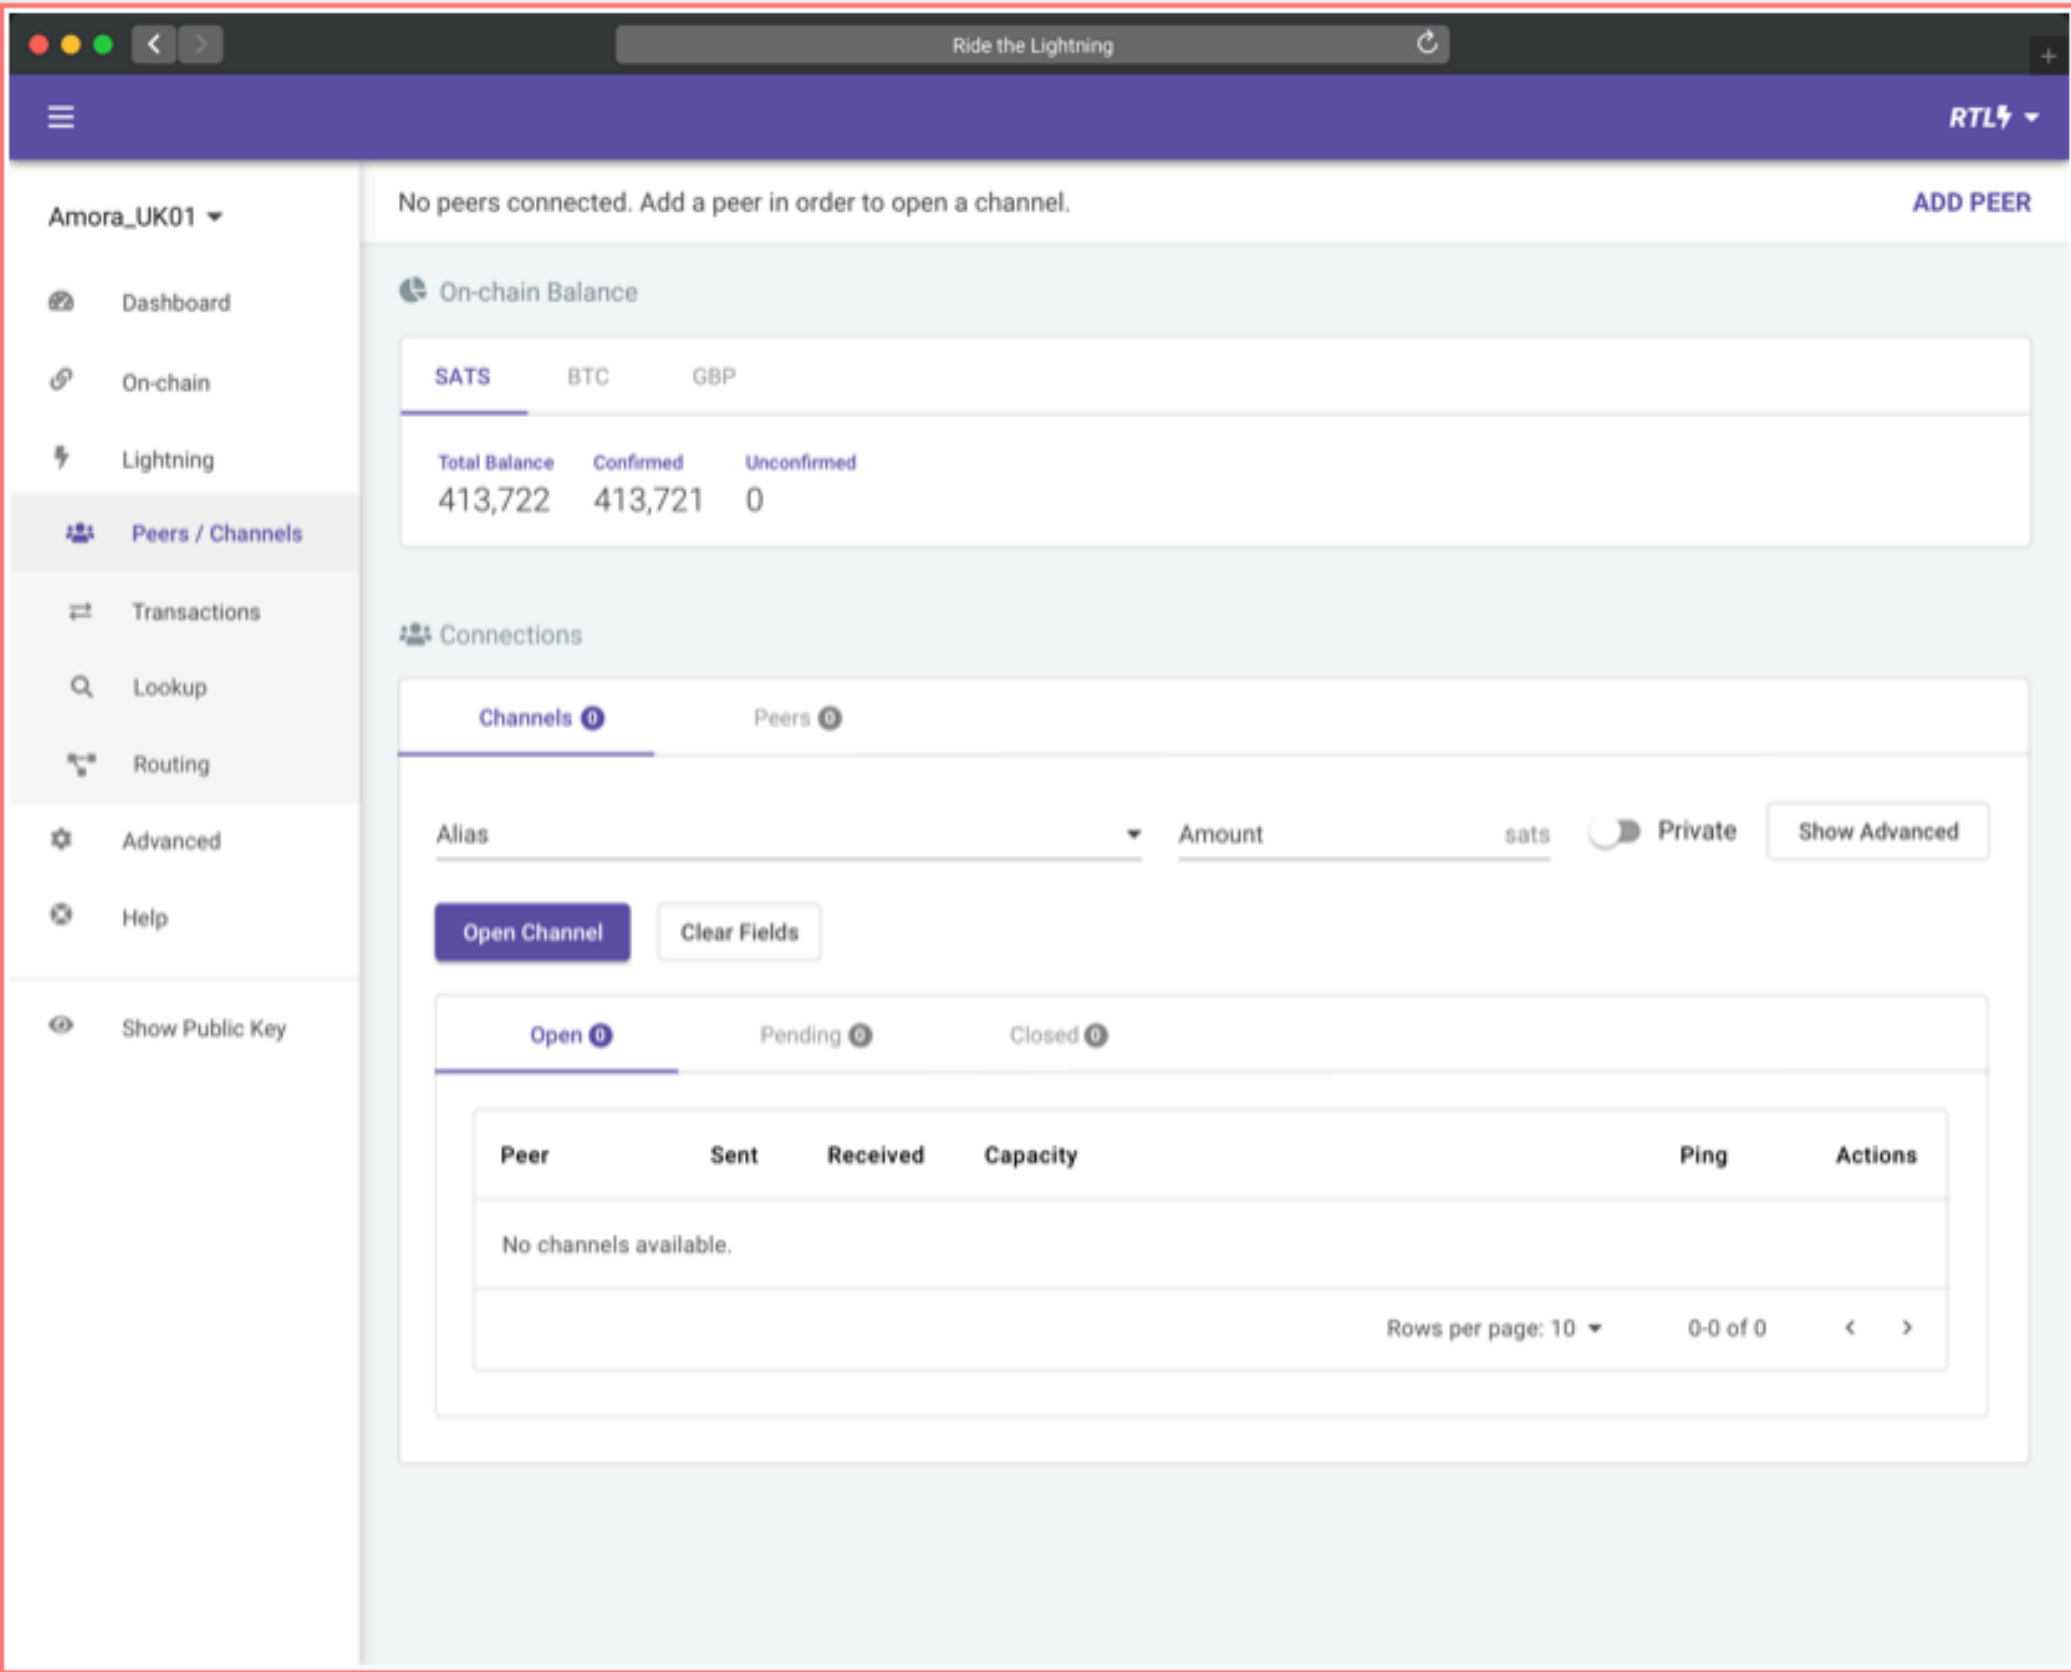 Ride the Lightning
RTL
Amora_UK01
No peers connected. Add a peer in order to open a channel.
ADD PEER
Dashboard
On-chain
Lightning
Peers / Channels
Transactions
Lookup
Routing
Advanced
Help
Show Public Key
On-chain Balance
SATS BTC GBP
Total Balance Confirmed Unconfirmed
413,722 413,721 0
Connections
Channels 0 Peers 0
Alias Amount sats Private Show Advanced
Open Channel Clear Fields
Open 0 Pending 0 Closed 0
Peer Sent Received Capacity Ping Actions
No channels available.
Rows per page: 10 0-0 of 0